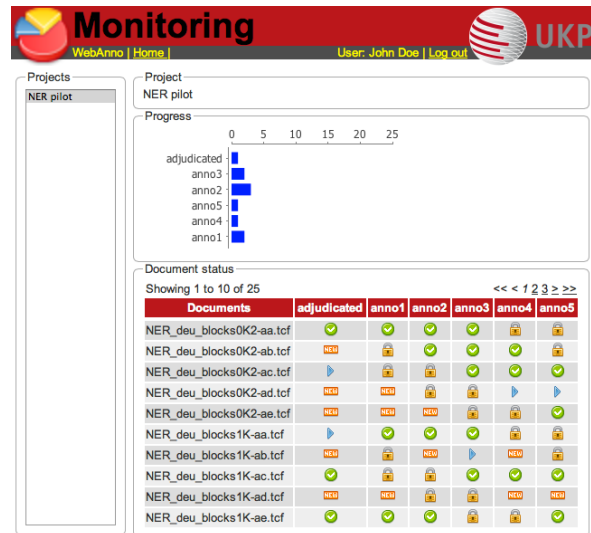 Monitoring
WebAnno | Home |
User: John Doe | Log out
UKP
Projects
NER pilot
Project
NER pilot
Progress
0 5 10 15 20 25
adjudicated
anno3
anno2
anno5
anno4
anno1
Document status
Showing 1 to 10 of 25 << < 1 2 3 > >>
Documents adjudicated anno1 anno2 anno3 anno4 anno5
NER_deu_blocks0K2-aa.tcf
NER_deu_blocks0K2-ab.tcf NEW
NER_deu_blocks0K2-ac.tcf
NER_deu_blocks0K2-ad.tcf NEW NEW
NER_deu_blocks0K2-ae.tcf NEW NEW NEW
NER_deu_blocks1K-aa.tcf
NER_deu_blocks1K-ab.tcf NEW NEW NEW
NER_deu_blocks1K-ac.tcf
NER_deu_blocks1K-ad.tcf NEW NEW NEW NEW
NER_deu_blocks1K-ae.tcf